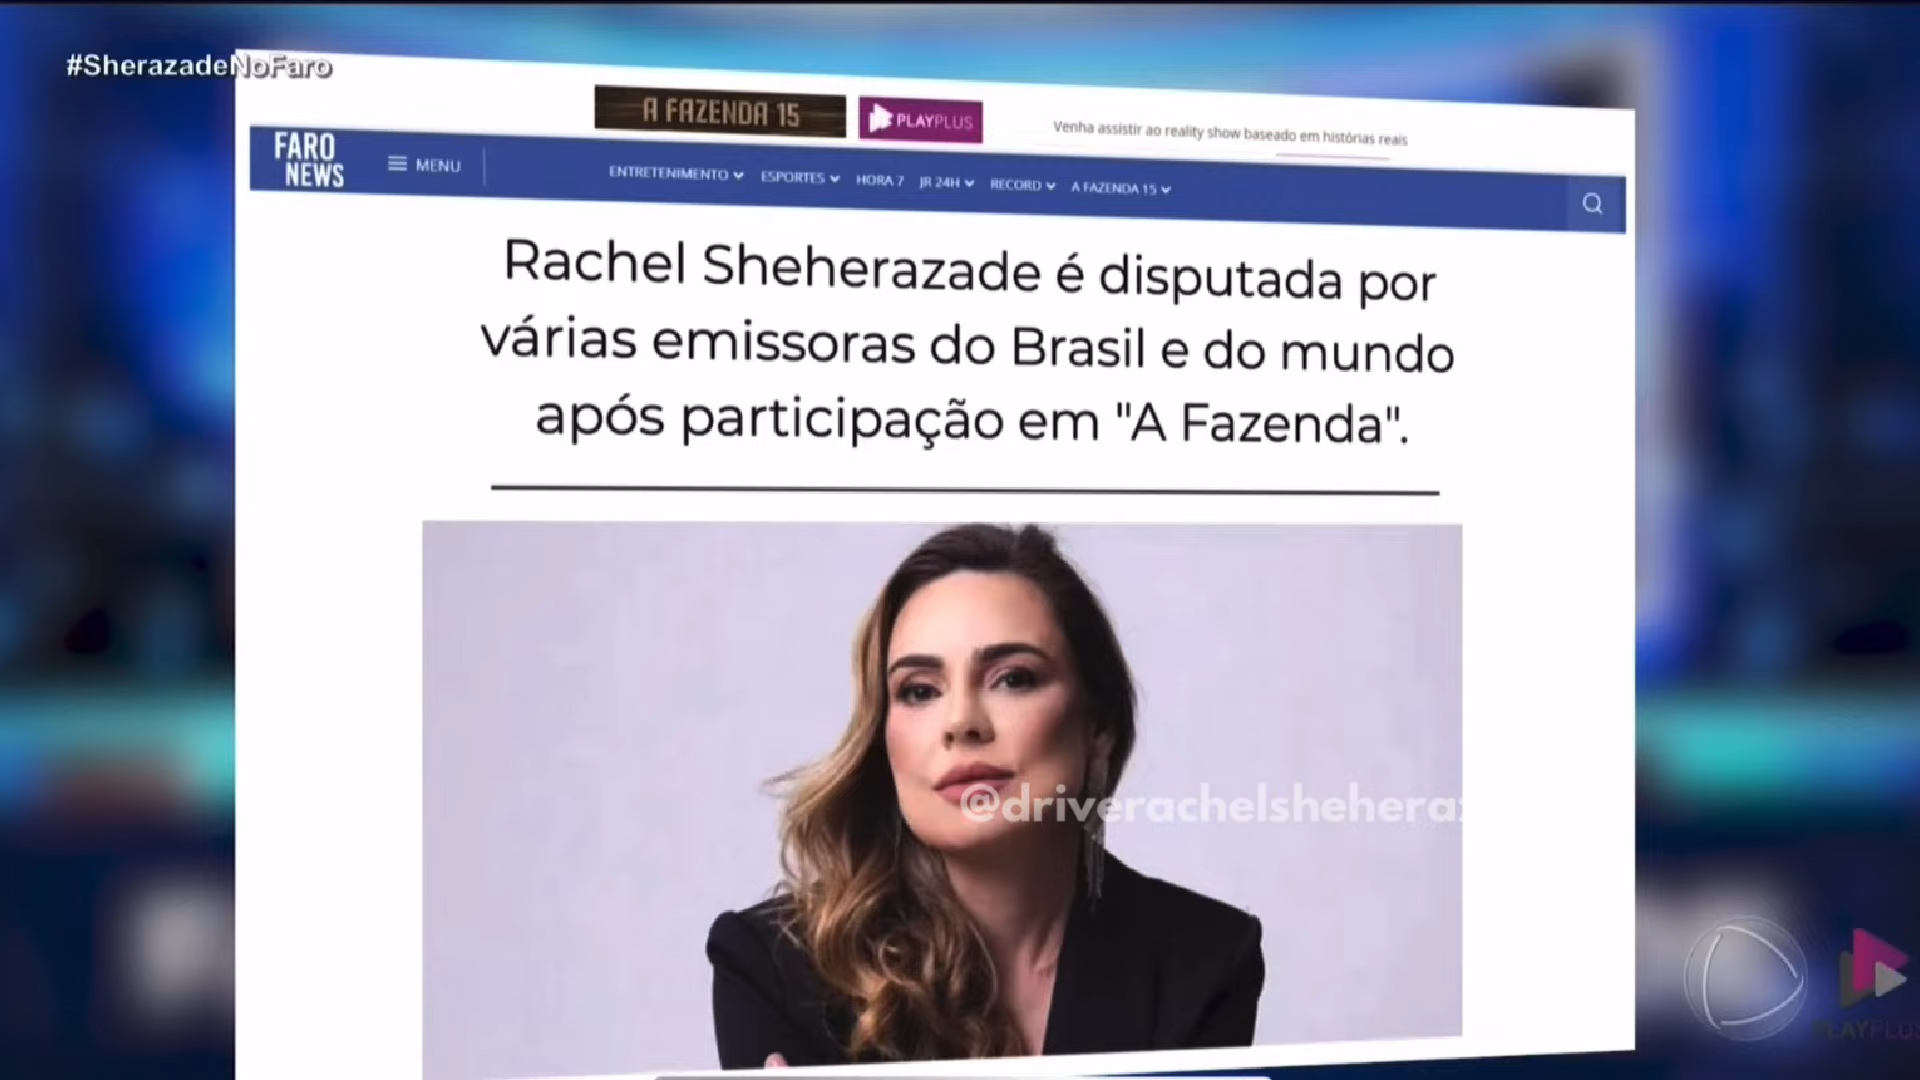 #SherazadeNoFaro
A FAZENDA 15
PLAYPLUS
Venha assistir ao reality show baseado em histórias reais
FARO
NEWS
MENU
ENTRETENIMENTO ESPORTES HORA 7 JR 24H RECORD A FAZENDA 15
Rachel Sheherazade é disputada por
várias emissoras do Brasil e do mundo
após participação em "A Fazenda".
@driverachelsheheraz
PLAYPLUS